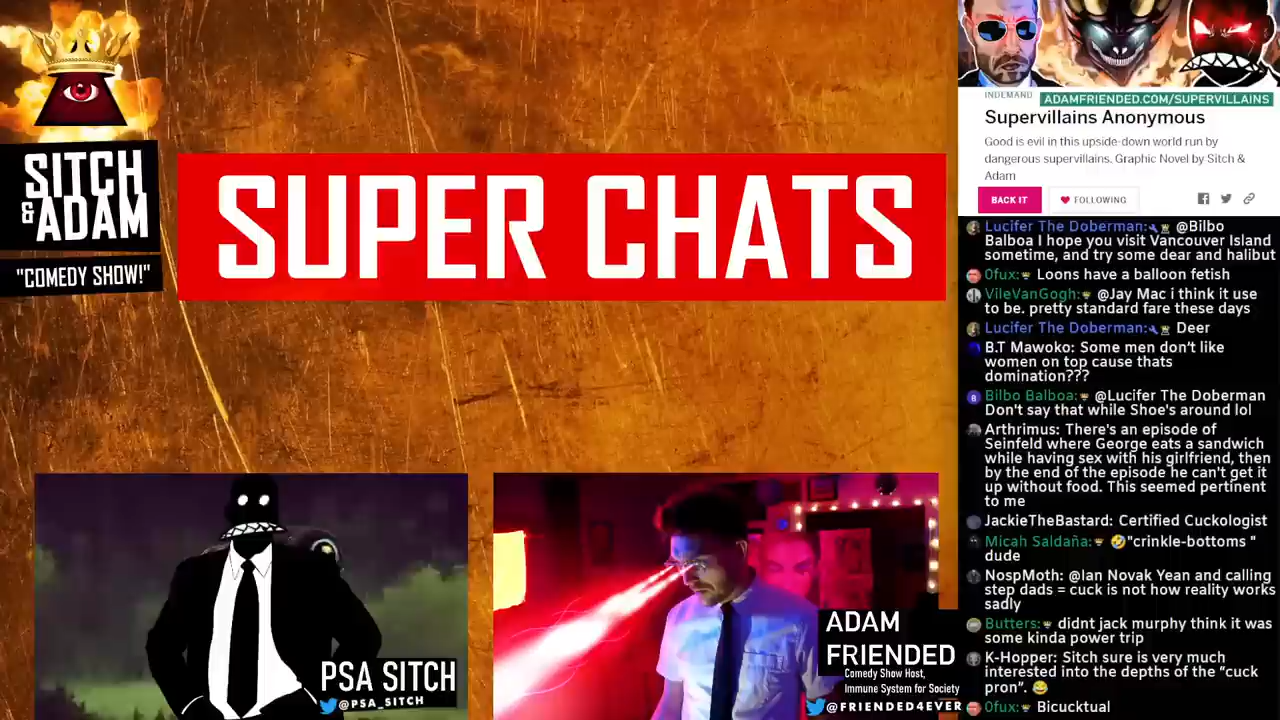 SITCH
& ADAM
"COMEDY SHOW!"
SUPER CHATS
PSA SITCH
@PSA_SITCH
ADAM
FRIENDED
Comedy Show Host,
Immune System for Society
@FRIENDED4EVER
INDEMAND
ADAMFRIENDED.COM/SUPERVILLAINS
Supervillains Anonymous
Good is evil in this upside-down world run by
dangerous supervillains. Graphic Novel by Sitch &
Adam
BACK IT
FOLLOWING
Lucifer The Doberman: @Bilbo
Balboa I hope you visit Vancouver Island
sometime, and try some dear and halibut
0fux: Loons have a balloon fetish
VileVanGogh: @Jay Mac i think it use
to be. pretty standard fare these days
Lucifer The Doberman: Deer
B.T Mawoko: Some men don't like
women on top cause thats
domination???
Bilbo Balboa: @Lucifer The Doberman
Don't say that while Shoe's around lol
Arthrimus: There's an episode of
Seinfeld where George eats a sandwich
while having sex with his girlfriend, then
by the end of the episode he can't get it
up without food. This seemed pertinent
to me
JackieTheBastard: Certified Cuckologist
Micah Saldaña: 🤣"crinkle-bottoms "
dude
NospMoth: @Ian Novak Yean and calling
step dads = cuck is not how reality works
sadly
Butters: didnt jack murphy think it was
some kinda power trip
K-Hopper: Sitch sure is very much
interested into the depths of the "cuck
pron". 😂
0fux: Bicucktual